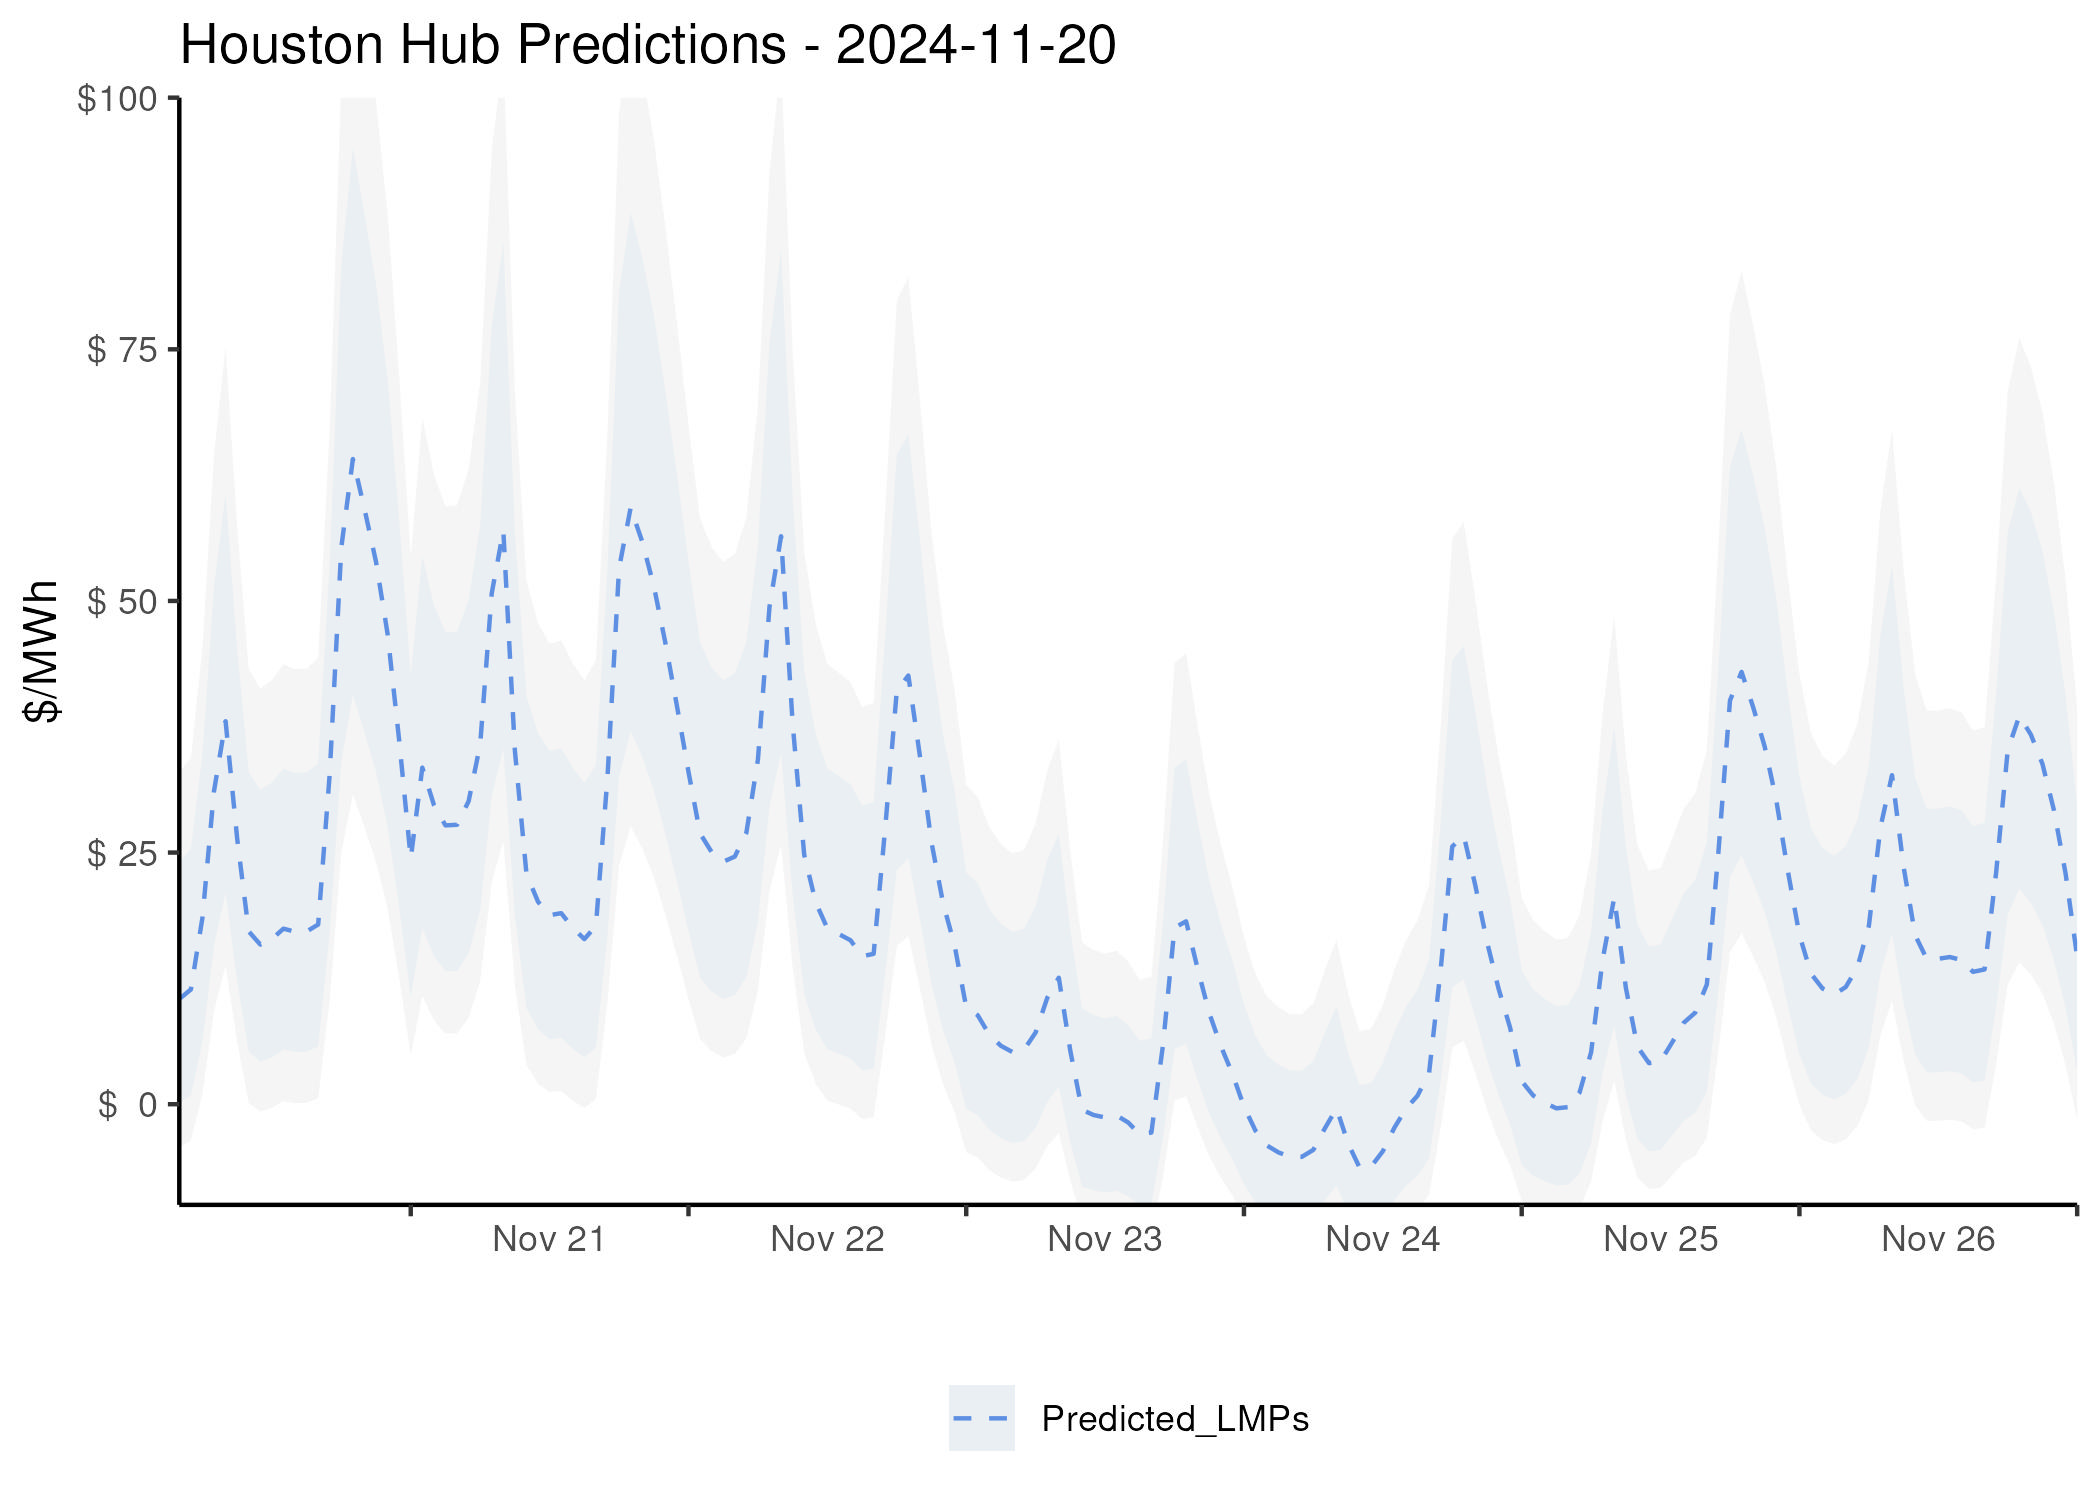 Houston Hub Predictions - 2024-11-20
$100
$ 75
$ 50
$ 25
$  0
$/MWh
Nov 21 Nov 22 Nov 23 Nov 24 Nov 25 Nov 26
Predicted_LMPs